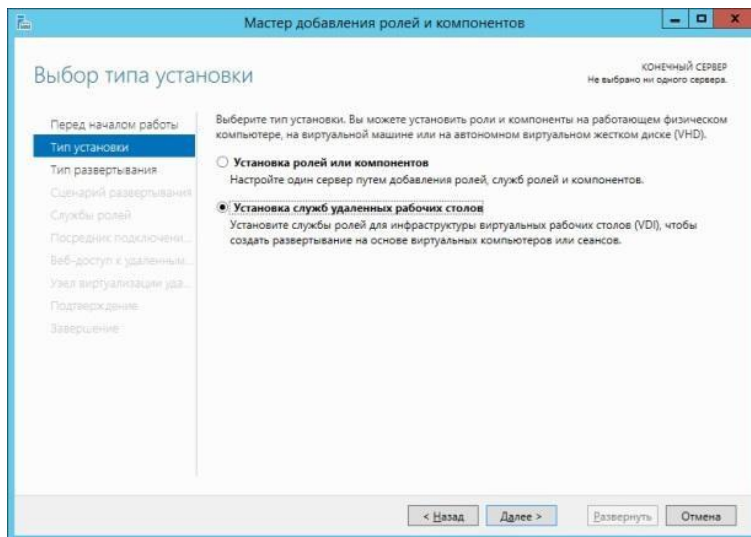 Мастер добавления ролей и компонентов
Выбор типа установки
КОНЕЧНЫЙ СЕРВЕР
Не выбрано ни одного сервера.
Перед началом работы
Тип установки
Тип развертывания
Сценарий развертывания
Службы ролей
Посредник подключени...
Веб-доступ к удаленным...
Узел виртуализации уда...
Подтверждение
Завершение
Выберите тип установки. Вы можете установить роли и компоненты на работающем физическом
компьютере, на виртуальной машине или на автономном виртуальном жестком диске (VHD).
Установка ролей или компонентов
Настройте один сервер путем добавления ролей, служб ролей и компонентов.
Установка служб удаленных рабочих столов
Установите службы ролей для инфраструктуры виртуальных рабочих столов (VDI), чтобы
создать развертывание на основе виртуальных компьютеров или сеансов.
< Назад
Далее >
Развернуть
Отмена